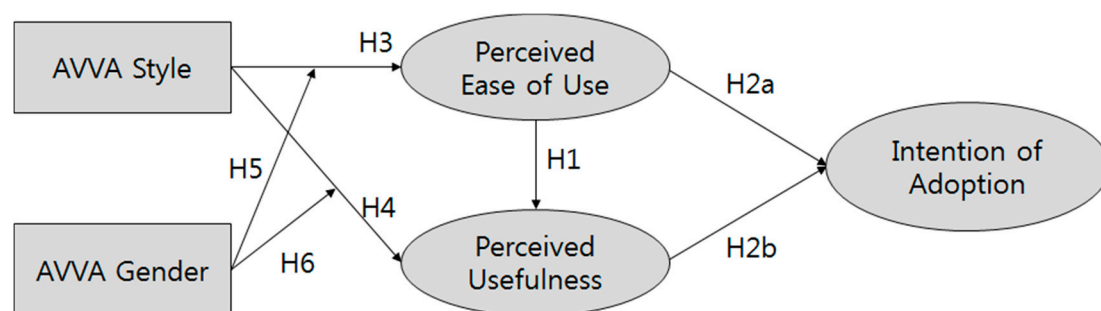 AVVA Style
H3
Perceived
Ease of Use
H2a
H5
H1
Intention of
Adoption
H4
AVVA Gender
H6
Perceived
Usefulness
H2b